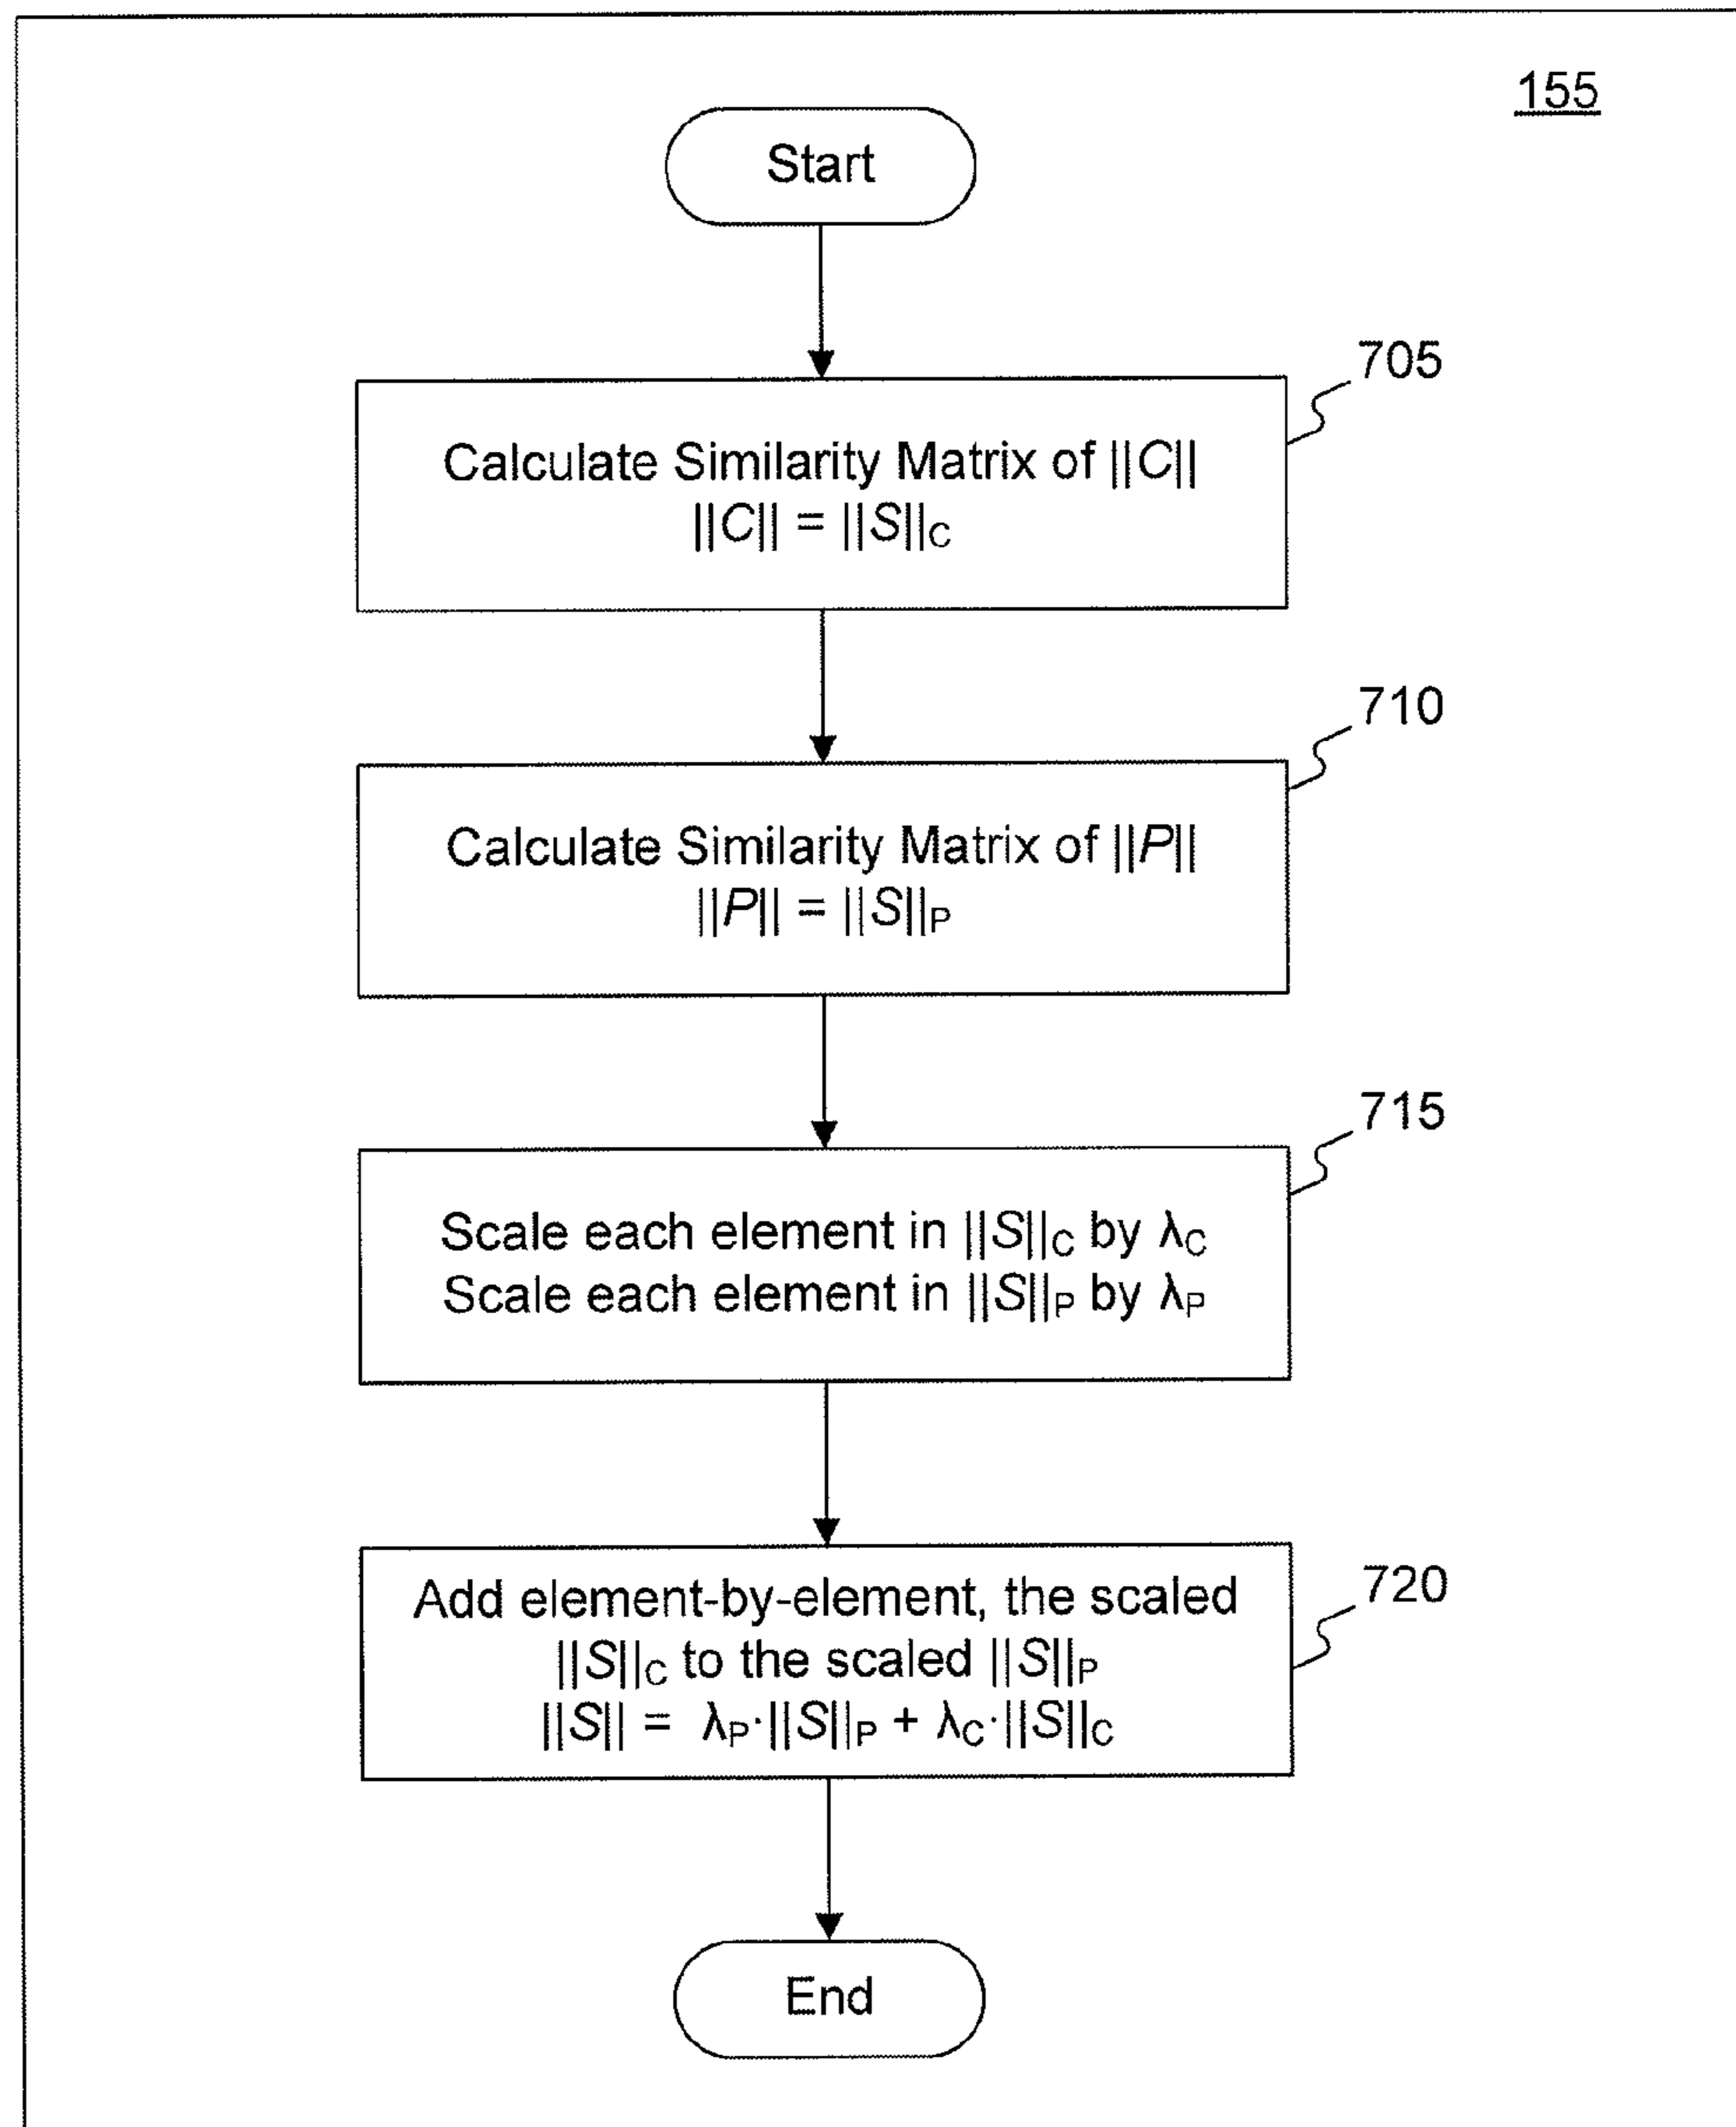 155
Start
705
Calculate Similarity Matrix of ||C||
||C|| = ||S||C
710
Calculate Similarity Matrix of ||P||
||P|| = ||S||P
715
Scale each element in ||S||C by λC
Scale each element in ||S||P by λP
720
Add element-by-element, the scaled
||S||C to the scaled ||S||P
||S|| = λP·||S||P + λC·||S||C
End